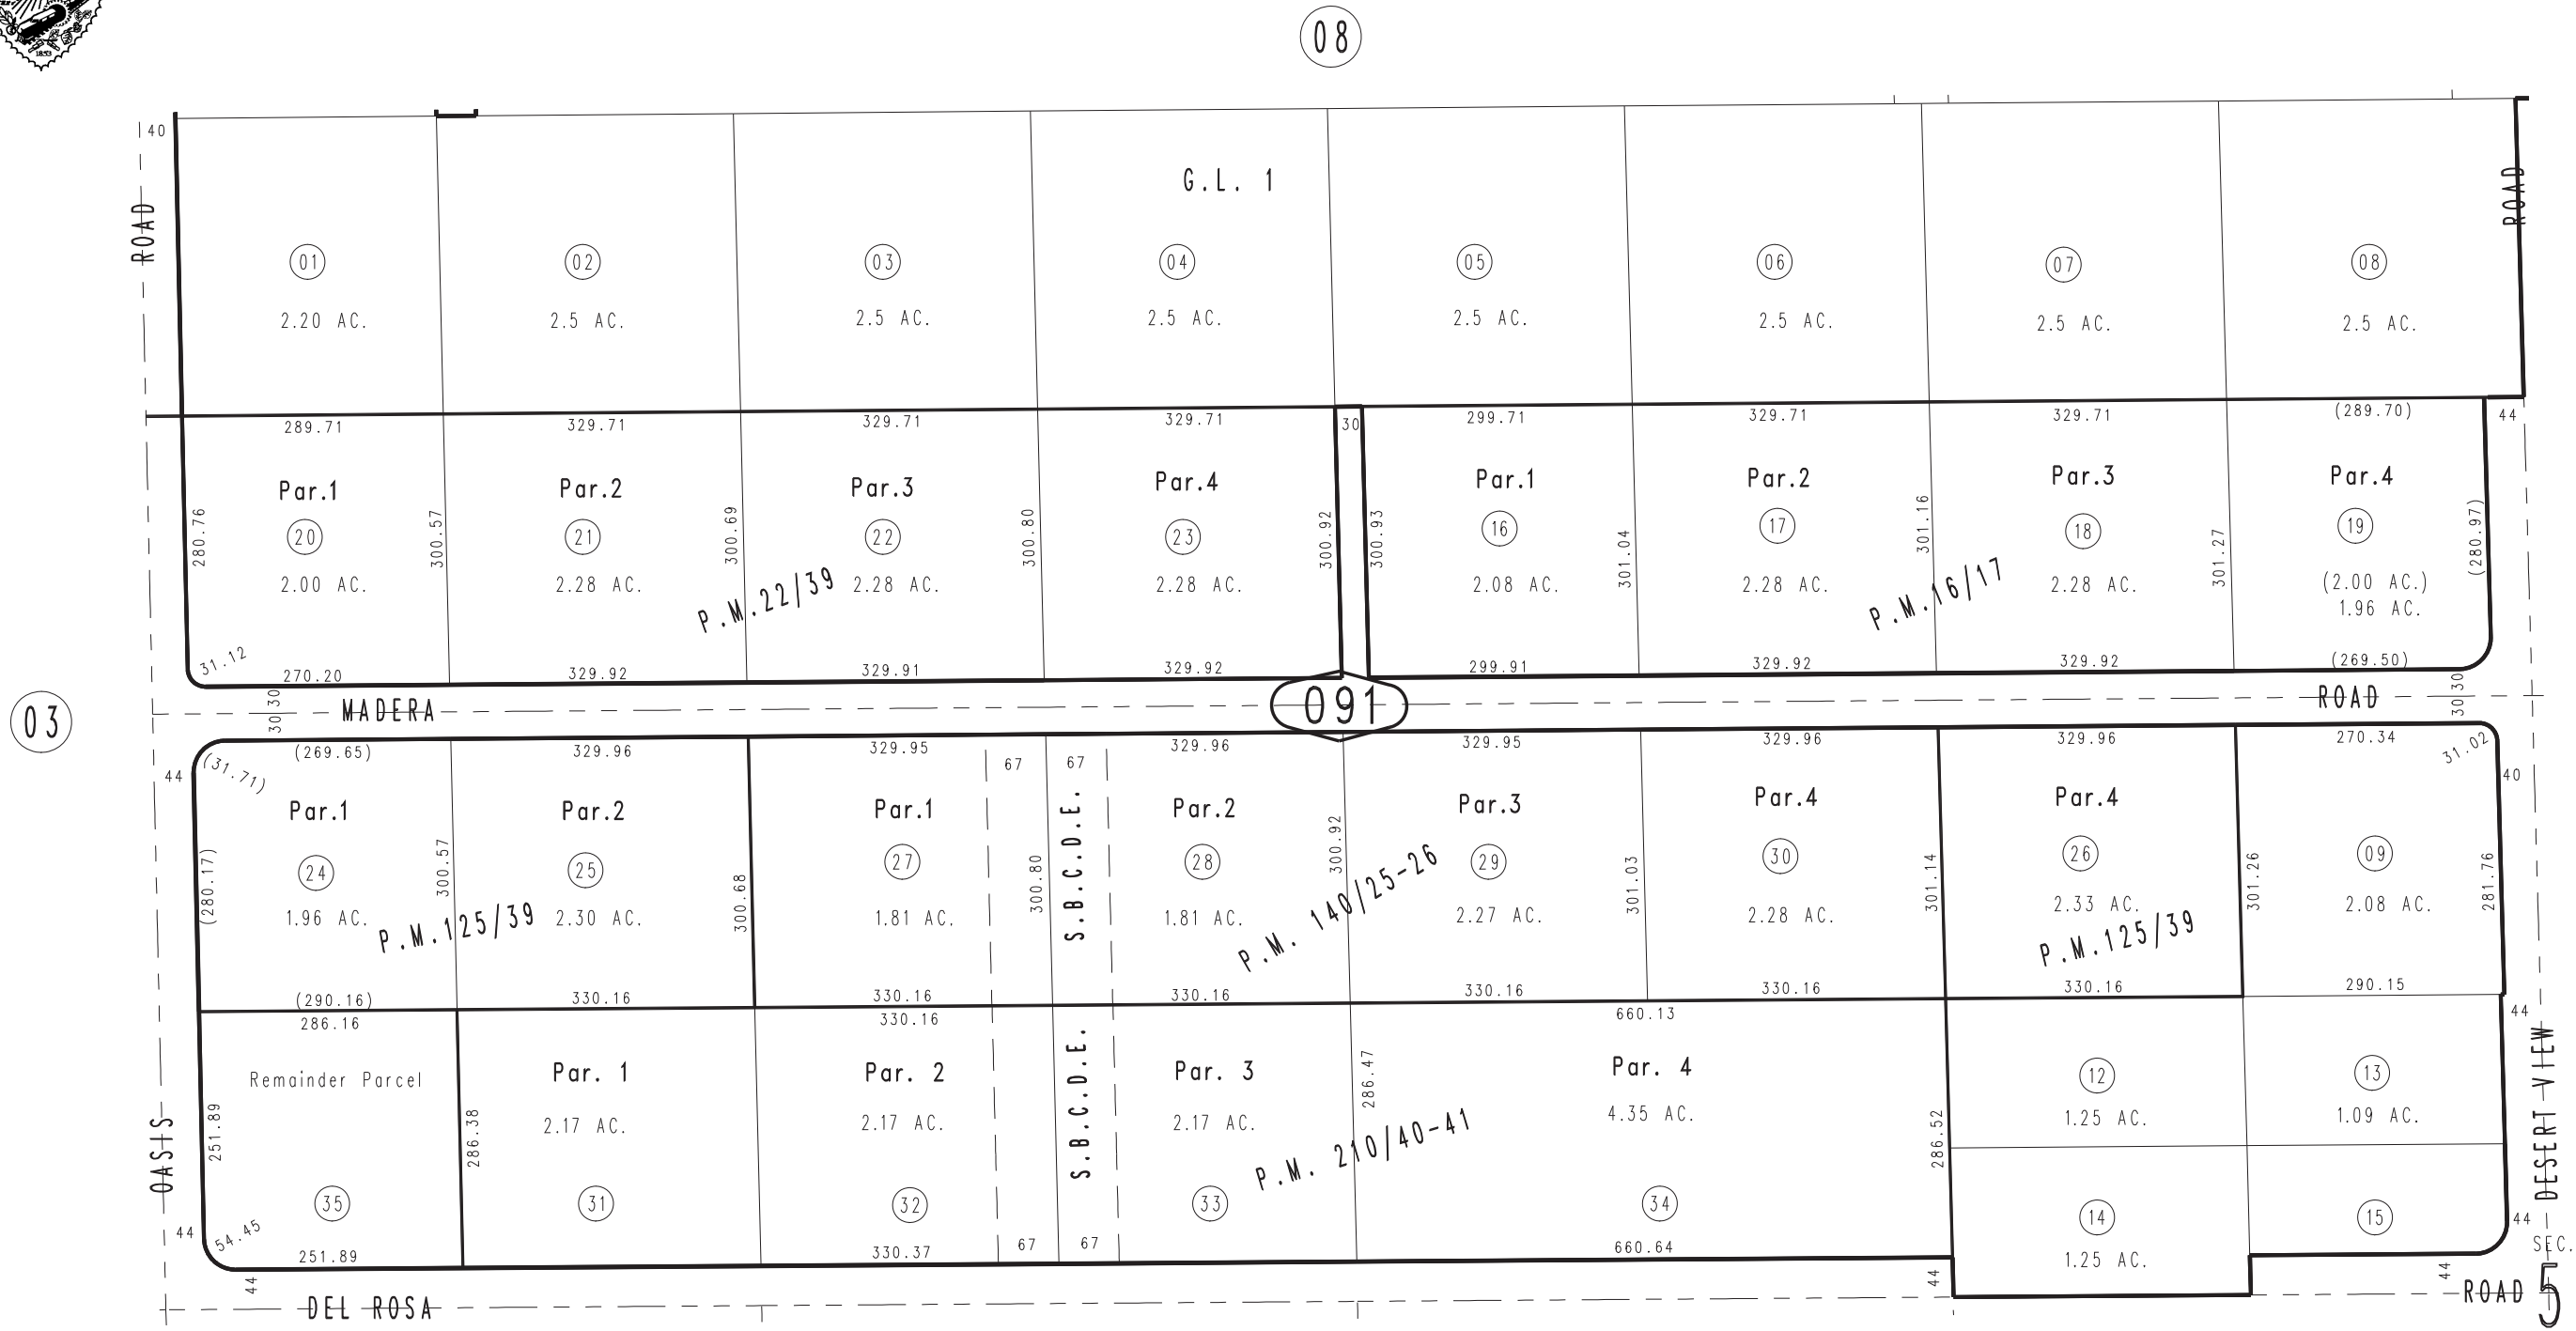 1853
08
40
ROAD
ROAD
G.L. 1
01
02
03
04
05
06
07
08
2.20 AC.
2.5 AC.
2.5 AC.
2.5 AC.
2.5 AC.
2.5 AC.
2.5 AC.
2.5 AC.
289.71
329.71
329.71
329.71
30
299.71
329.71
329.71
(289.70)
44
Par.1
Par.2
Par.3
Par.4
Par.1
Par.2
Par.3
Par.4
280.76
20
300.57
21
300.69
22
300.80
23
300.92
300.93
16
301.04
17
301.16
18
301.27
19
(280.97)
2.00 AC.
2.28 AC.
2.28 AC.
2.28 AC.
2.08 AC.
2.28 AC.
2.28 AC.
(2.00 AC.)
1.96 AC.
P.M.22/39
P.M.16/17
31.12
270.20
329.92
329.91
329.92
299.91
329.92
329.92
(269.50)
03
30 30
MADERA
091
ROAD
30 30
44
(31.71)
(269.65)
329.96
329.95
67
67
329.96
329.95
329.96
329.96
270.34
31.02
40
Par.1
Par.2
Par.1
S.B.C.D.E.
Par.2
Par.3
Par.4
Par.4
(280.17)
24
300.57
25
300.68
27
300.80
28
300.92
29
301.03
30
301.14
26
301.26
09
281.76
1.96 AC.
2.30 AC.
1.81 AC.
1.81 AC.
2.27 AC.
2.28 AC.
2.33 AC.
2.08 AC.
P.M.125/39
P.M. 140/25-26
P.M.125/39
(290.16)
330.16
330.16
330.16
330.16
330.16
330.16
290.15
286.16
330.16
660.13
44
Remainder Parcel
Par. 1
Par. 2
S.B.C.D.E.
Par. 3
Par. 4
12
13
OASIS
251.89
286.38
2.17 AC.
2.17 AC.
2.17 AC.
286.47
4.35 AC.
286.52
1.25 AC.
1.09 AC.
DESERT VIEW
P.M. 210/40-41
35
31
32
33
34
14
15
44
44
54.45
251.89
330.37
67
67
660.64
1.25 AC.
SEC.
44
44
44
DEL ROSA
ROAD
5